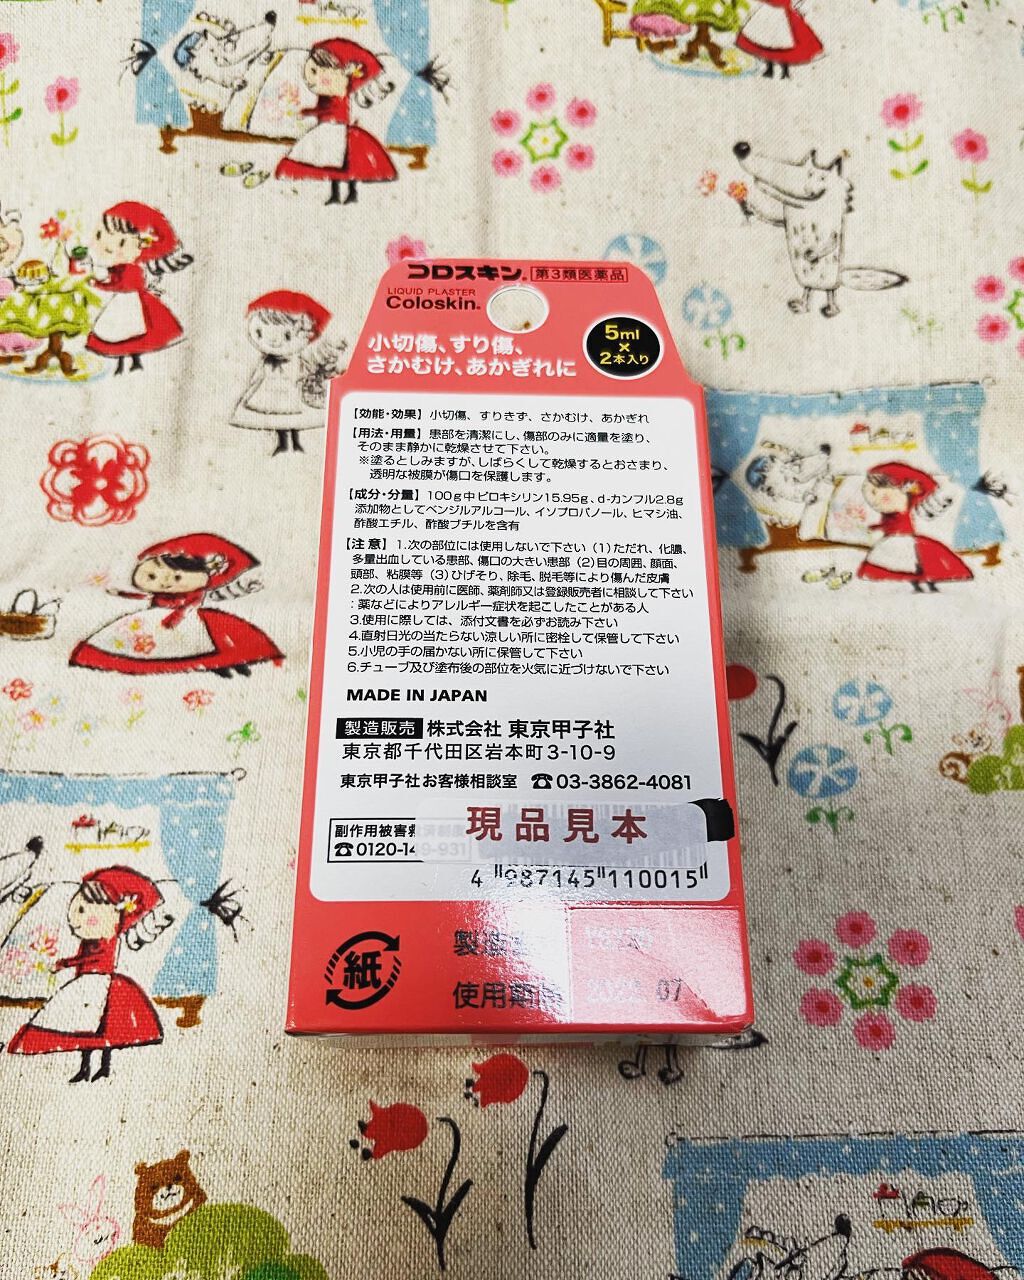 コロスキン® 第3類医薬品
LIQUID PLASTER
Coloskin®
小切傷、すり傷、
さかむけ、あかぎれに
5ml
×
2本入り
【効能・効果】小切傷、すりきず、さかむけ、あかぎれ
【用法・用量】患部を清潔にし、傷部のみに適量を塗り、
そのまま静かに乾燥させて下さい。
※塗るとしみますが、しばらくして乾燥するとおさまり、
透明な被膜が傷口を保護します。
【成分・分量】100g中ピロキシリン15.95g、d-カンフル2.8g
添加物としてベンジルアルコール、イソプロパノール、ヒマシ油、
酢酸エチル、酢酸ブチルを含有
【注意】1.次の部位には使用しないで下さい（1）ただれ、化膿、
多量出血している患部、傷口の大きい患部（2）目の周囲、顔面、
頭部、粘膜等（3）ひげそり、除毛、脱毛等により傷んだ皮膚
2.次の人は使用前に医師、薬剤師又は登録販売者に相談して下さい
：薬などによりアレルギー症状を起こしたことがある人
3.使用に際しては、添付文書を必ずお読み下さい
4.直射日光の当たらない涼しい所に密栓して保管して下さい
5.小児の手の届かない所に保管して下さい
6.チューブ及び塗布後の部位を火気に近づけないで下さい
MADE IN JAPAN
製造販売 株式会社 東京甲子社
東京都千代田区岩本町3-10-9
東京甲子社お客様相談室 ☎03-3862-4081
副作用被害救
☎0120-149-931
現品見本
4 987145 110015
紙
製造
使用期限 07